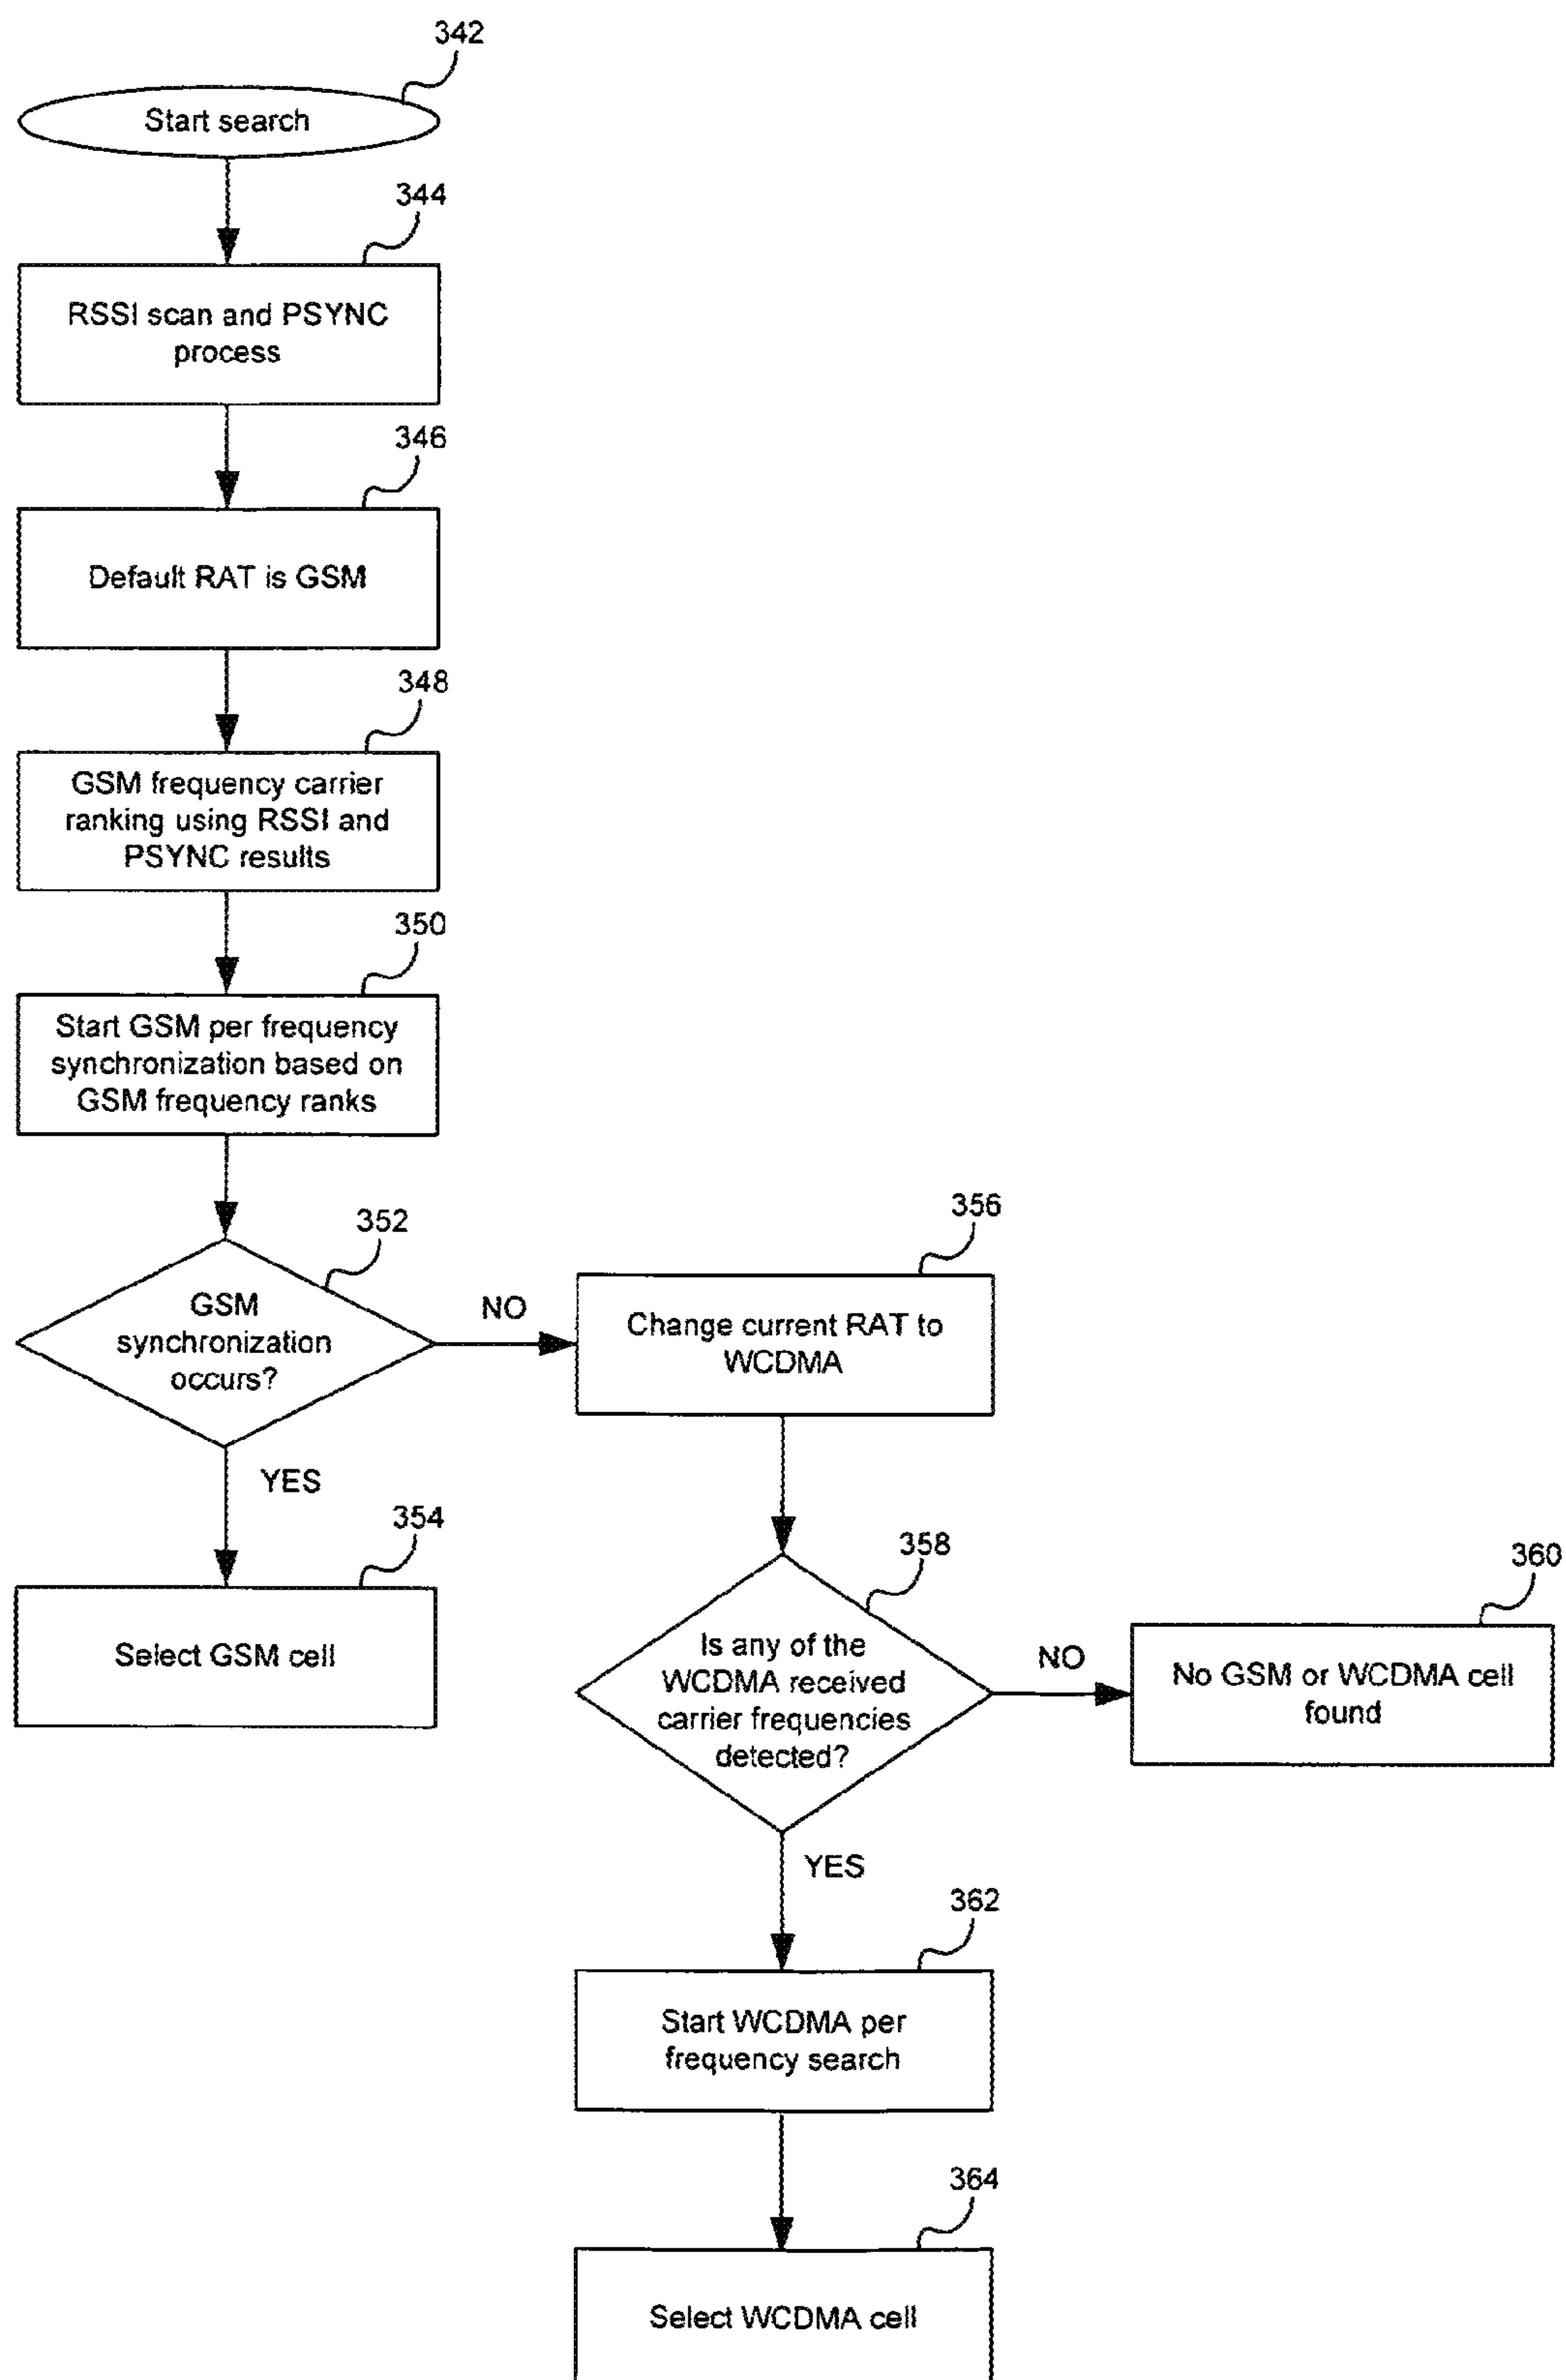 342
Start search
344
RSSI scan and PSYNC
process
346
Default RAT is GSM
348
GSM frequency carrier
ranking using RSSI and
PSYNC results
350
Start GSM per frequency
synchronization based on
GSM frequency ranks
352
GSM
synchronization
occurs?
NO
YES
354
Select GSM cell
356
Change current RAT to
WCDMA
358
Is any of the
WCDMA received
carrier frequencies
detected?
NO
360
No GSM or WCDMA cell
found
YES
362
Start WCDMA per
frequency search
364
Select WCDMA cell